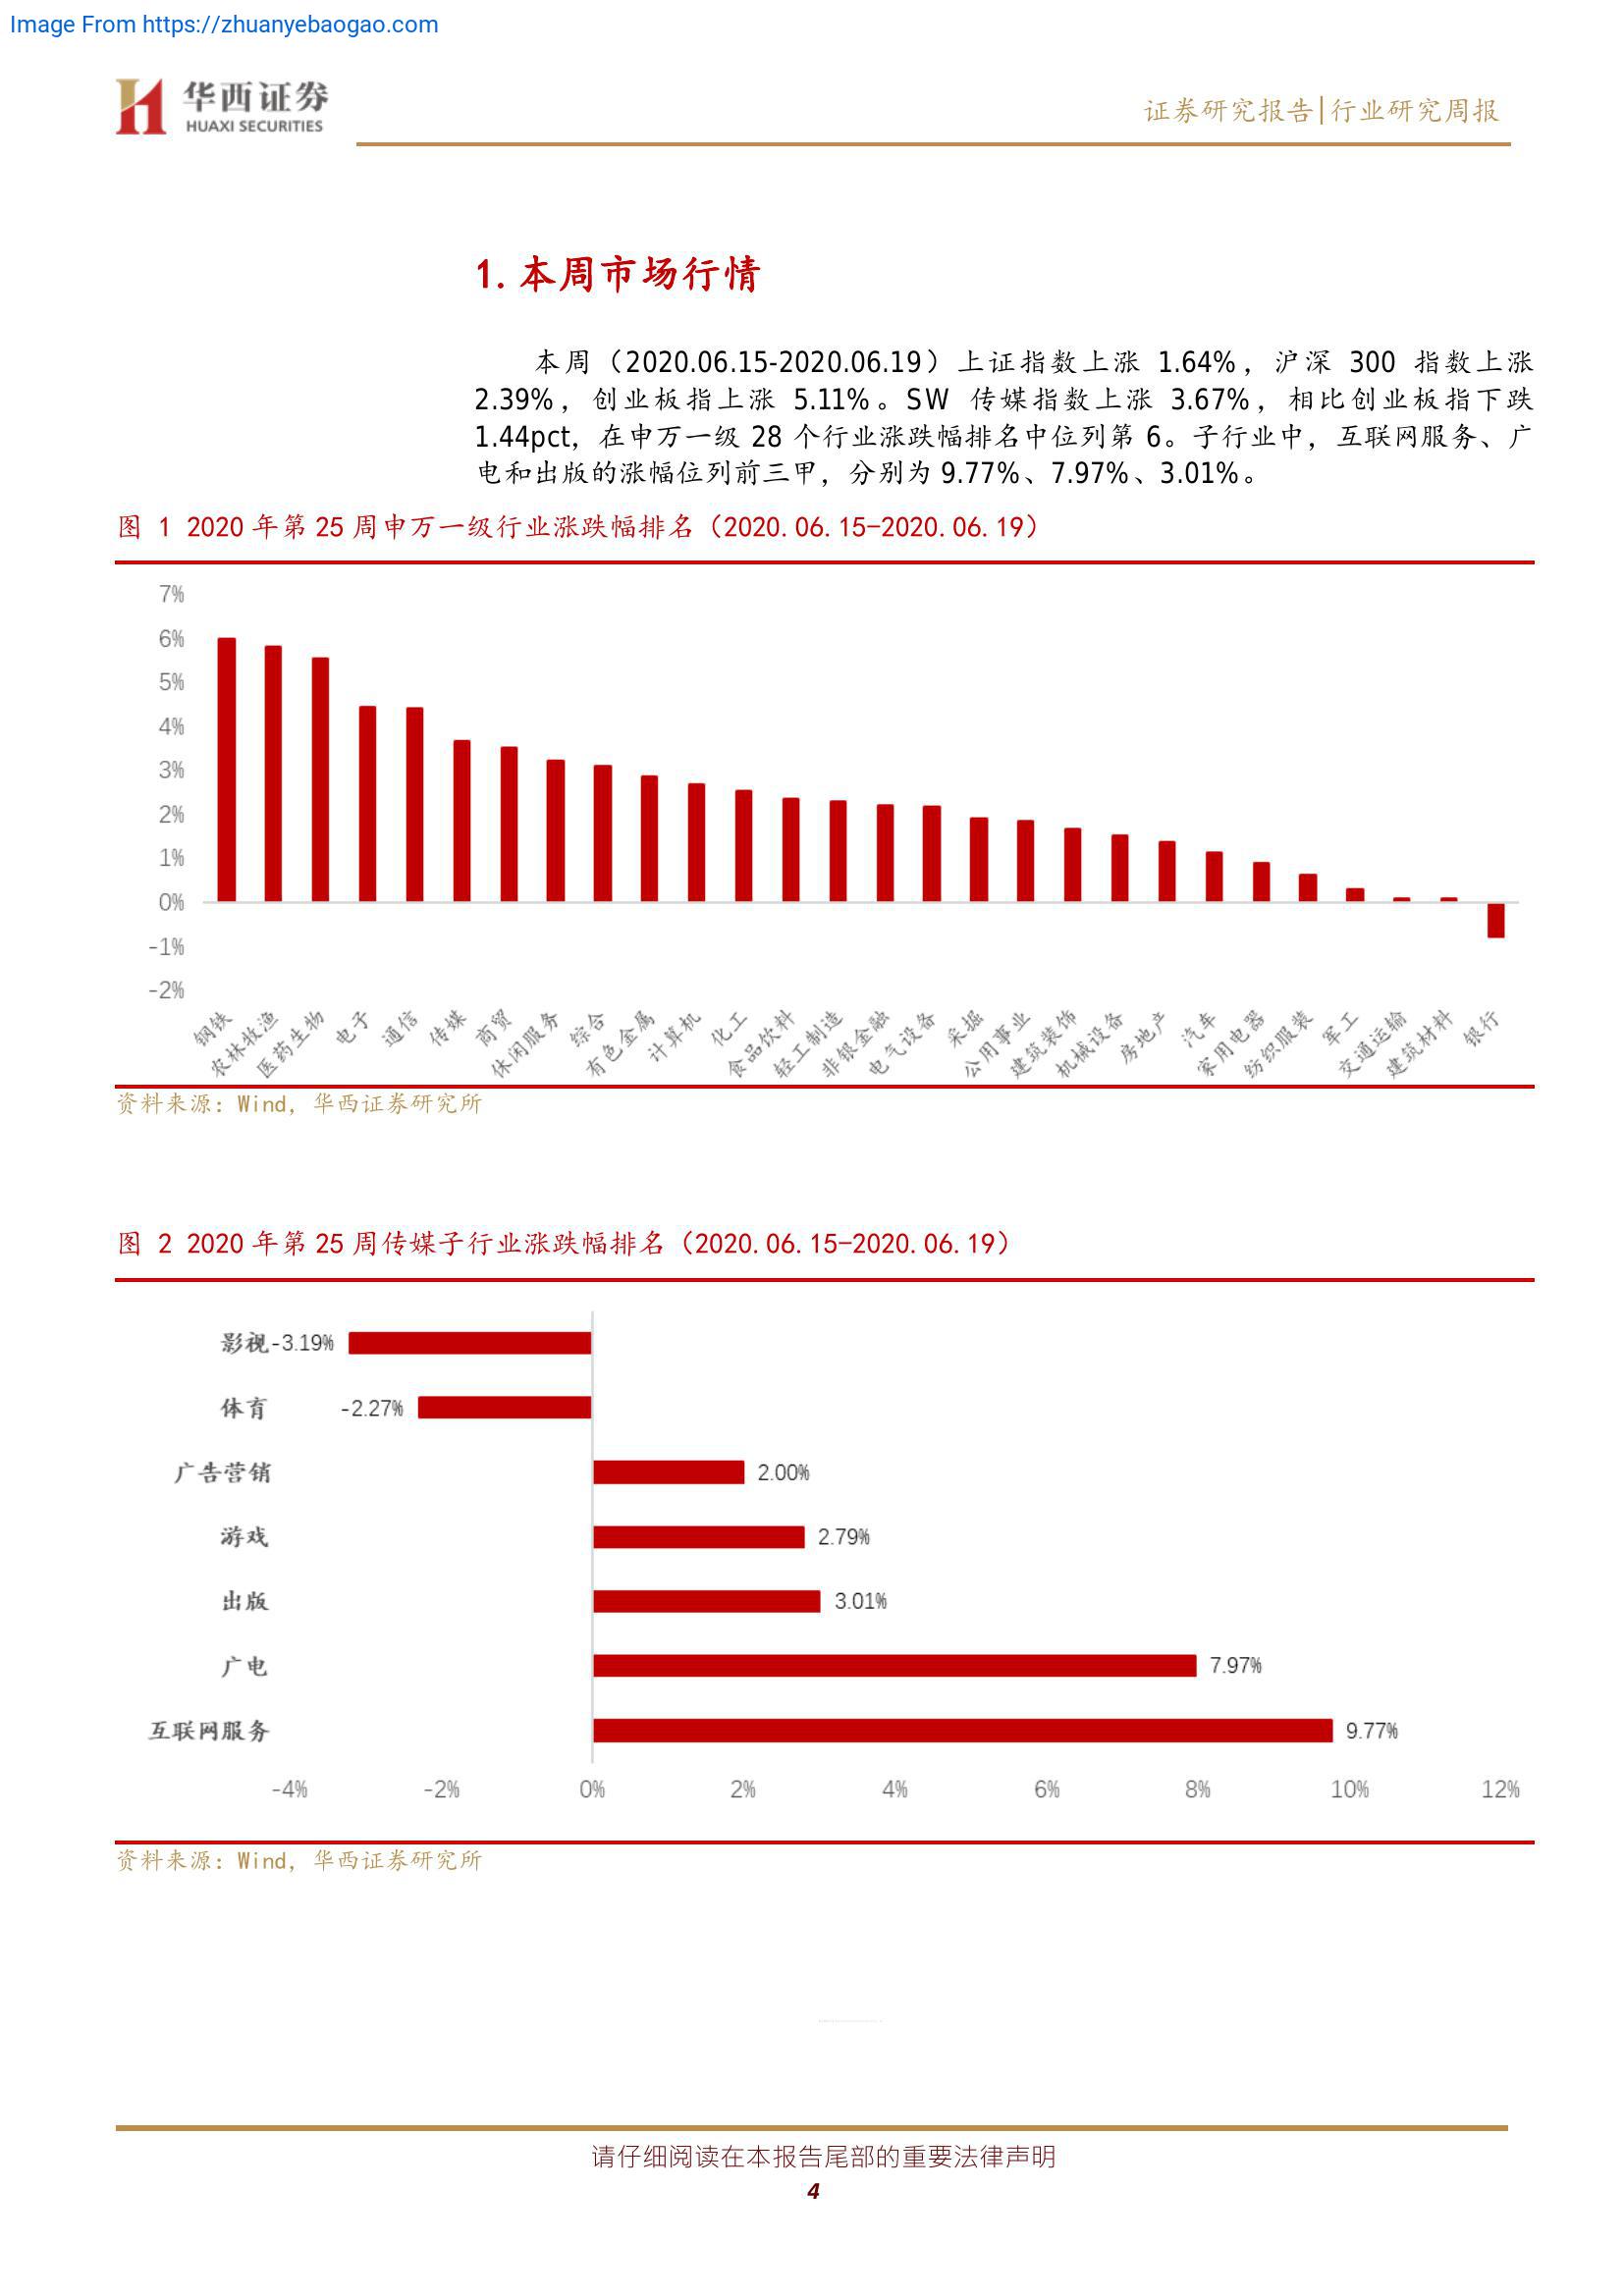 Image From https://zhuanyebaogao.com
华西证券
HUAXI SECURITIES
证券研究报告|行业研究周报
1. 本周市场行情
本周（2020.06.15-2020.06.19）上证指数上涨 1.64%，沪深 300 指数上涨
2.39%，创业板指上涨 5.11%。SW 传媒指数上涨 3.67%，相比创业板指下跌
1.44pct，在申万一级 28 个行业涨跌幅排名中位列第 6。子行业中，互联网服务、广
电和出版的涨幅位列前三甲，分别为 9.77%、7.97%、3.01%。
图 1 2020 年第 25 周申万一级行业涨跌幅排名（2020.06.15-2020.06.19）
7%
6%
5%
4%
3%
2%
1%
0%
-1%
-2%
钢铁
农林牧渔
医药生物
电子
通信
传媒
商贸
休闲服务
综合
有色金属
计算机
化工
食品饮料
轻工制造
非银金融
电气设备
采掘
公用事业
建筑装饰
机械设备
房地产
汽车
家用电器
纺织服装
军工
交通运输
建筑材料
银行
资料来源：Wind，华西证券研究所
图 2 2020 年第 25 周传媒子行业涨跌幅排名（2020.06.15-2020.06.19）
影视 -3.19%
体育 -2.27%
广告营销 2.00%
游戏 2.79%
出版 3.01%
广电 7.97%
互联网服务 9.77%
-4% -2% 0% 2% 4% 6% 8% 10% 12%
资料来源：Wind，华西证券研究所
请仔细阅读在本报告尾部的重要法律声明
4